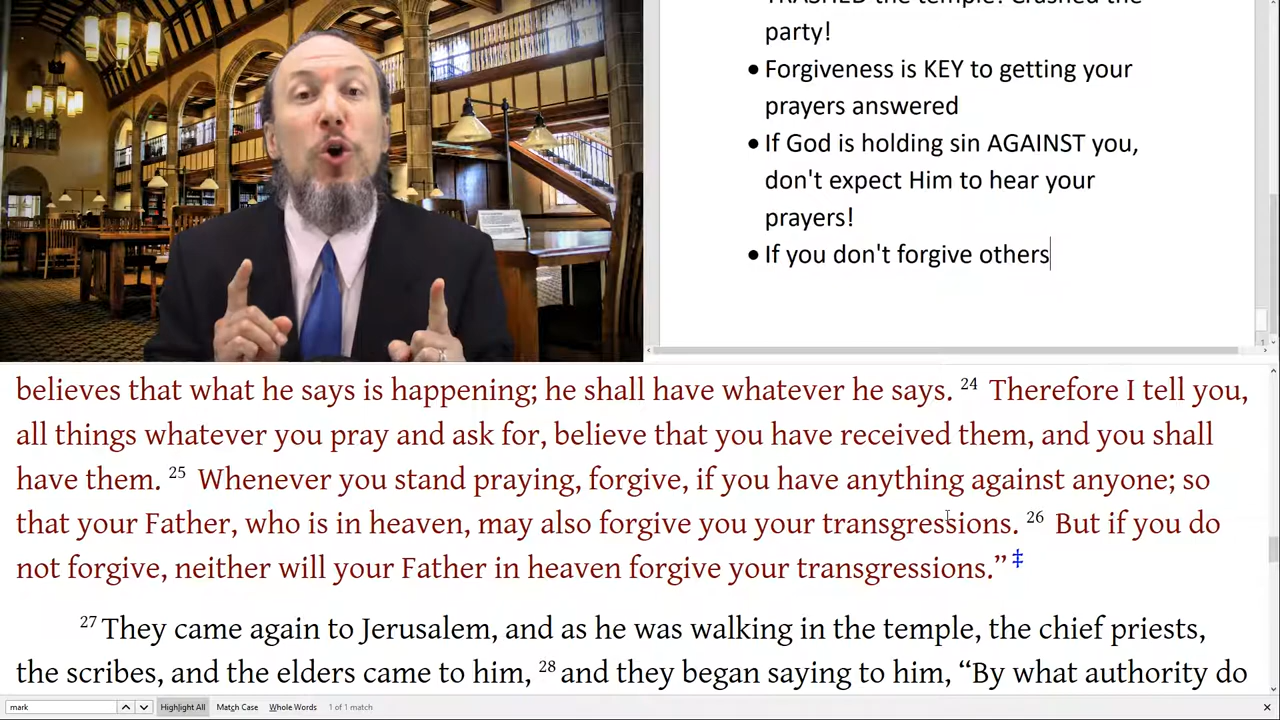 TRASHED the temple! Crushed the
party!
• Forgiveness is KEY to getting your
prayers answered
• If God is holding sin AGAINST you,
don't expect Him to hear your
prayers!
• If you don't forgive others
believes that what he says is happening; he shall have whatever he says. 24 Therefore I tell you,
all things whatever you pray and ask for, believe that you have received them, and you shall
have them. 25 Whenever you stand praying, forgive, if you have anything against anyone; so
that your Father, who is in heaven, may also forgive you your transgressions. 26 But if you do
not forgive, neither will your Father in heaven forgive your transgressions.” ‡
27 They came again to Jerusalem, and as he was walking in the temple, the chief priests,
the scribes, and the elders came to him, 28 and they began saying to him, “By what authority do
mark Highlight All Match Case Whole Words 1 of 1 match